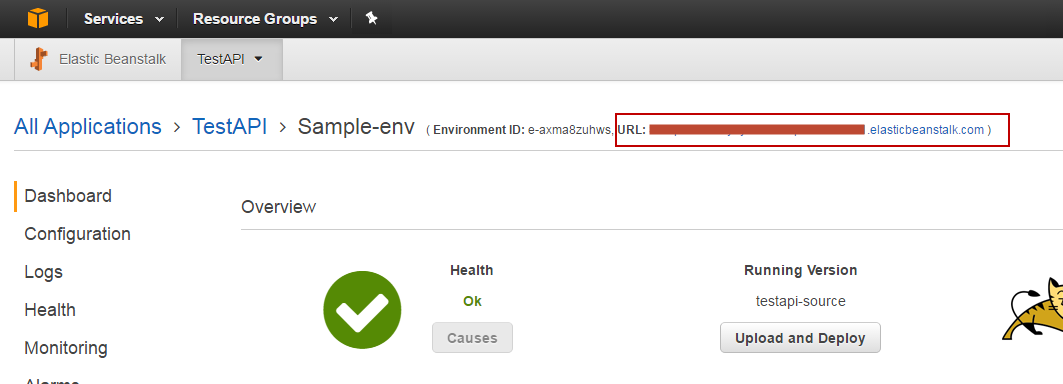 Services Resource Groups
Elastic Beanstalk TestAPI
All Applications > TestAPI > Sample-env ( Environment ID: e-axma8zuhws, URL: .elasticbeanstalk.com )
Dashboard
Overview
Configuration
Logs
Health Running Version
Ok testapi-source
Health
Causes Upload and Deploy
Monitoring
Alarms